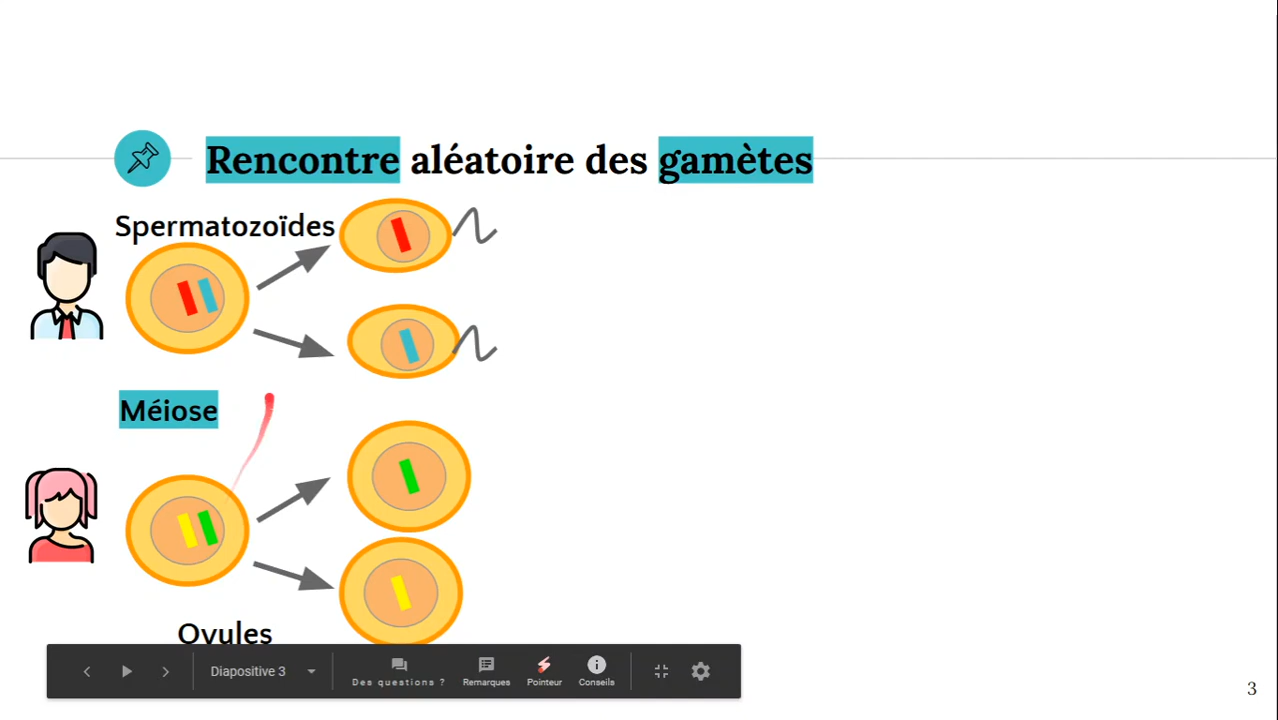 Rencontre aléatoire des gamètes
Spermatozoïdes
Méiose
Ovules
Diapositive 3
Des questions ?
Remarques
Pointeur
Conseils
3